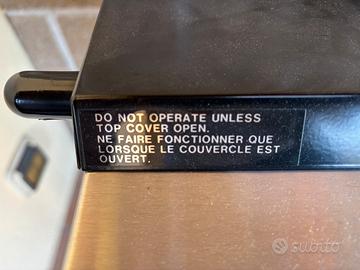 DO NOT OPERATE UNLESS
TOP COVER OPEN.
NE FAIRE FONCTIONNER QUE
LORSQUE LE COUVERCLE EST
OUVERT.
subito